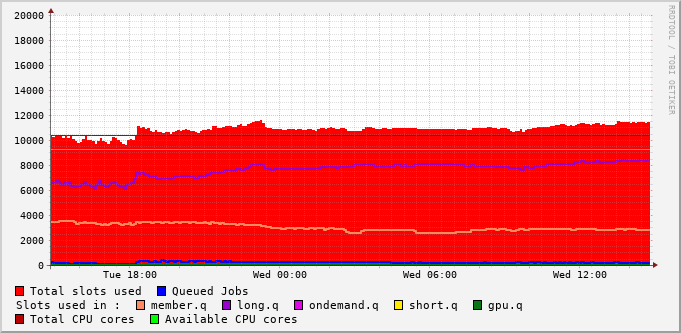 20000
18000
16000
14000
12000
10000
8000
6000
4000
2000
0
Tue 18:00 Wed 00:00 Wed 06:00 Wed 12:00
RRDTOOL / TOBI OETIKER
Total slots used Queued Jobs
Slots used in : member.q long.q ondemand.q short.q gpu.q
Total CPU cores Available CPU cores